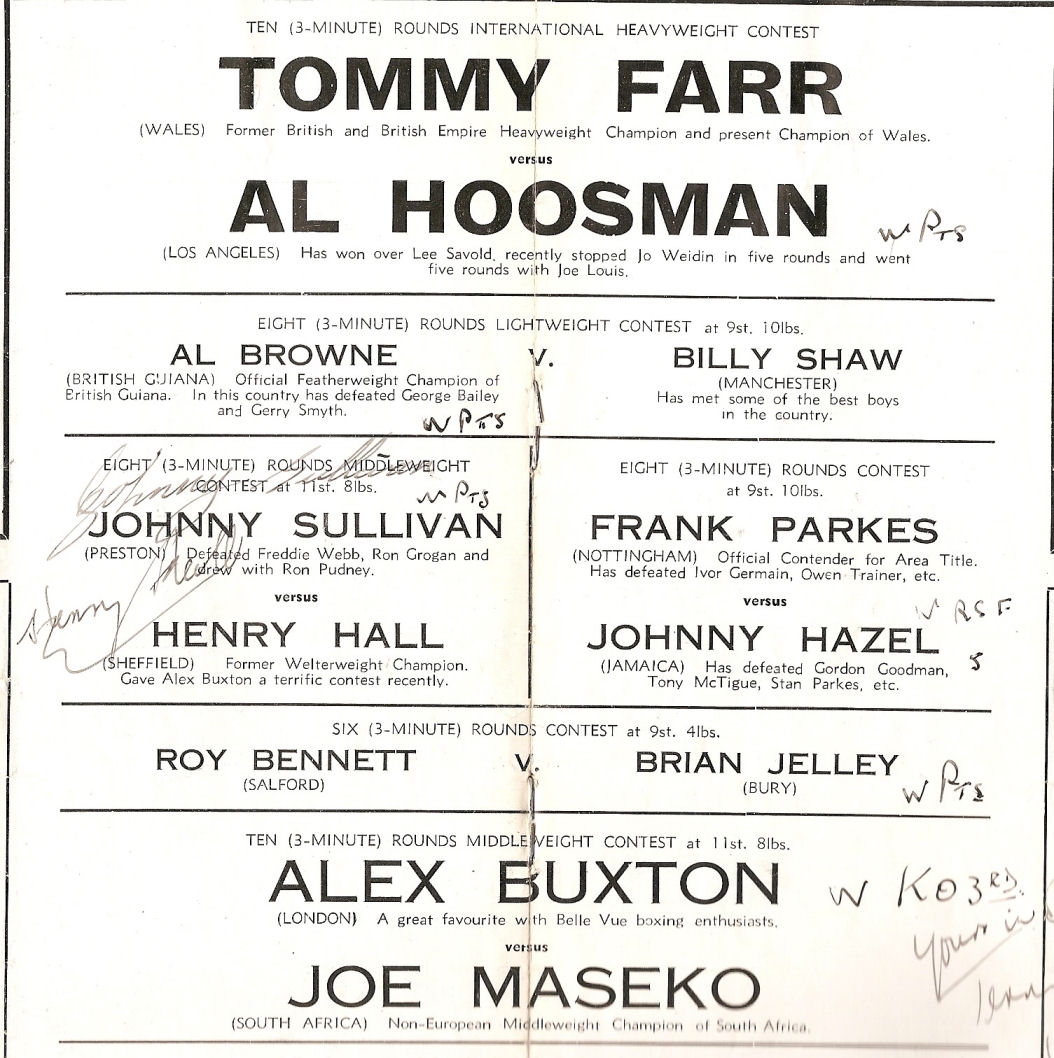 TEN (3-MINUTE) ROUNDS INTERNATIONAL HEAVYWEIGHT CONTEST
TOMMY FARR
(WALES) Former British and British Empire Heavyweight Champion and present Champion of Wales.
versus
AL HOOSMAN
W PTS
(LOS ANGELES) Has won over Lee Savold, recently stopped Jo Weidin in five rounds and went
five rounds with Joe Louis.
EIGHT (3-MINUTE) ROUNDS LIGHTWEIGHT CONTEST at 9st. 10lbs.
AL BROWNE
(BRITISH GUIANA) Official Featherweight Champion of
British Guiana. In this country has defeated George Bailey
and Gerry Smyth.
W PTS
V.
BILLY SHAW
(MANCHESTER)
Has met some of the best boys
in the country.
EIGHT (3-MINUTE) ROUNDS MIDDLEWEIGHT
CONTEST at 11st. 8lbs.
W PTS
Johnny Sullivan
JOHNNY SULLIVAN
(PRESTON) Defeated Freddie Webb, Ron Grogan and
drew with Ron Pudney.
versus
Henry Hall
HENRY HALL
(SHEFFIELD) Former Welterweight Champion.
Gave Alex Buxton a terrific contest recently.
EIGHT (3-MINUTE) ROUNDS CONTEST
at 9st. 10lbs.
FRANK PARKES
(NOTTINGHAM) Official Contender for Area Title.
Has defeated Ivor Germain, Owen Trainer, etc.
versus
W RSF
JOHNNY HAZEL
5
(JAMAICA) Has defeated Gordon Goodman,
Tony McTigue, Stan Parkes, etc.
SIX (3-MINUTE) ROUNDS CONTEST at 9st. 4lbs.
ROY BENNETT V. BRIAN JELLEY
(SALFORD) (BURY)
W PTS
TEN (3-MINUTE) ROUNDS MIDDLEWEIGHT CONTEST at 11st. 8lbs.
ALEX BUXTON
W KO 3RD
(LONDON) A great favourite with Belle Vue boxing enthusiasts.
Yours in
versus
JOE MASEKO
(SOUTH AFRICA) Non-European Middleweight Champion of South Africa.